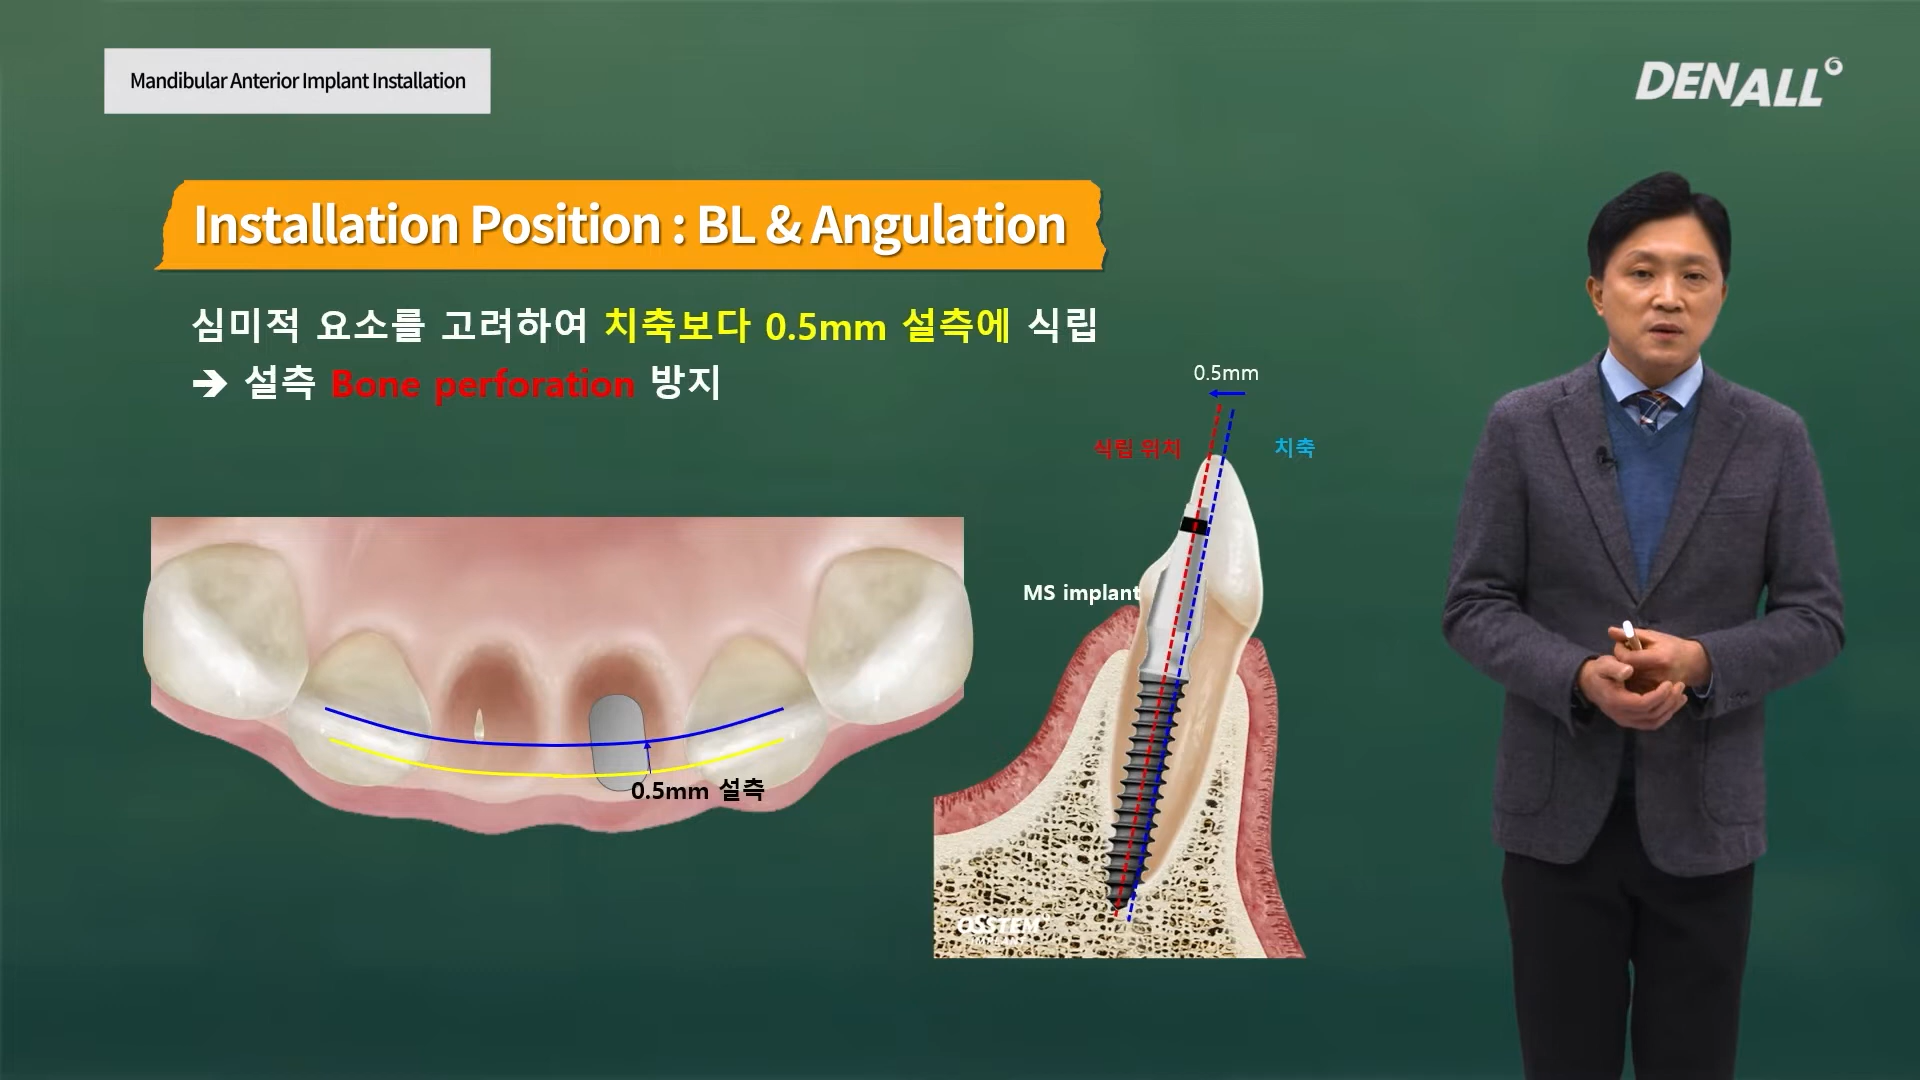 Mandibular Anterior Implant Installation
DENALL
Installation Position : BL & Angulation
심미적 요소를 고려하여 치축보다 0.5mm 설측에 식립
➔ 설측 Bone perforation 방지
0.5mm
식립 위치
치축
MS implant
0.5mm 설측
OSSTEM
IMPLANT